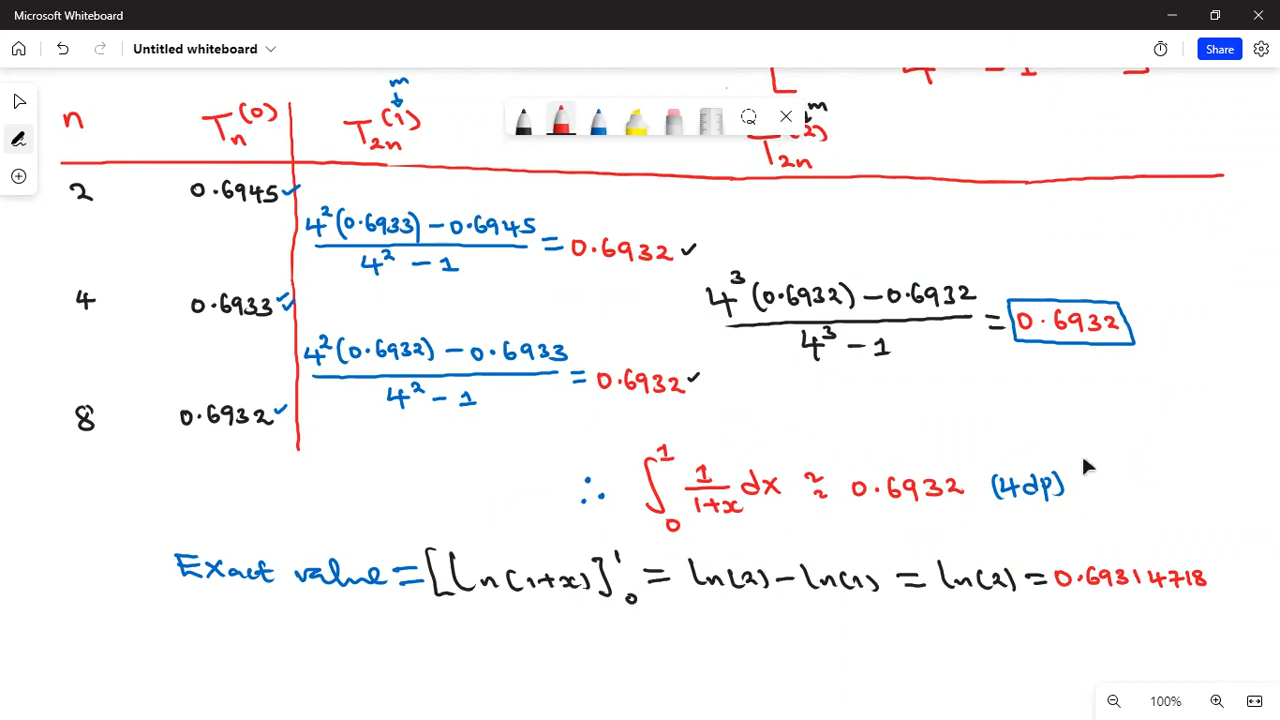 Microsoft Whiteboard
Untitled whiteboard
Share
4 - 1
m
m
n T_n^(0) T_2n^(1) T_2n^(2)
2 0.6945
4^2(0.6933) - 0.6945 / 4^2 - 1 = 0.6932
4 0.6933
4^3(0.6932) - 0.6932 / 4^3 - 1 = 0.6932
4^2(0.6932) - 0.6933 / 4^2 - 1 = 0.6932
8 0.6932
∴ ∫_0^1 1/(1+x) dx ≈ 0.6932 (4dp)
Exact value = [ln(1+x)]_0^1 = ln(2) - ln(1) = ln(2) = 0.69314718
100%